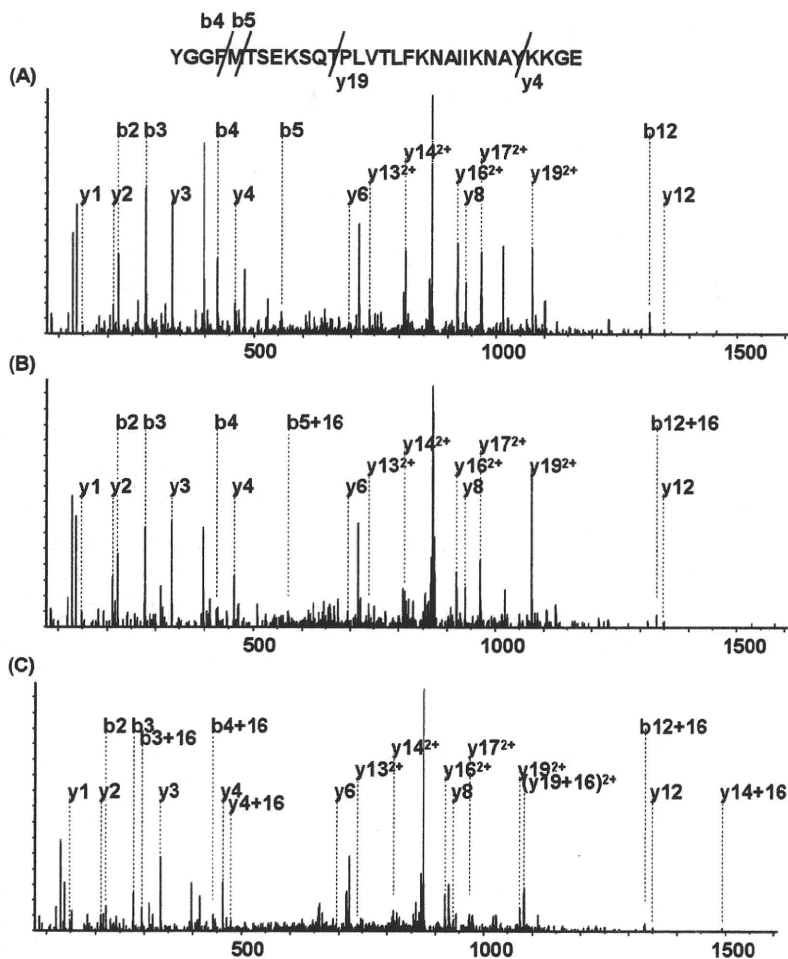 b4 b5
YGGFMTSEKSQTPLVTLFKNAIIKNAYKKGE
y19 y4
(A)
b2 b3 b4 b5 y14²⁺ y17²⁺ b12
y13²⁺ y16²⁺ y19²⁺
y1 y2 y3 y4 y6 y8 y12
500 1000 1500
(B)
b2 b3 b4 b5+16 b12+16
y14²⁺ y17²⁺
y13²⁺ y16²⁺ y19²⁺
y1 y2 y3 y4 y6 y8 y12
500 1000 1500
(C)
b2 b3 b4+16 b12+16
b3+16
y14²⁺ y17²⁺
y13²⁺ y16²⁺ y19²⁺
(y19+16)²⁺
y1 y2 y3 y4 y6 y8 y12 y14+16
y4+16
500 1000 1500